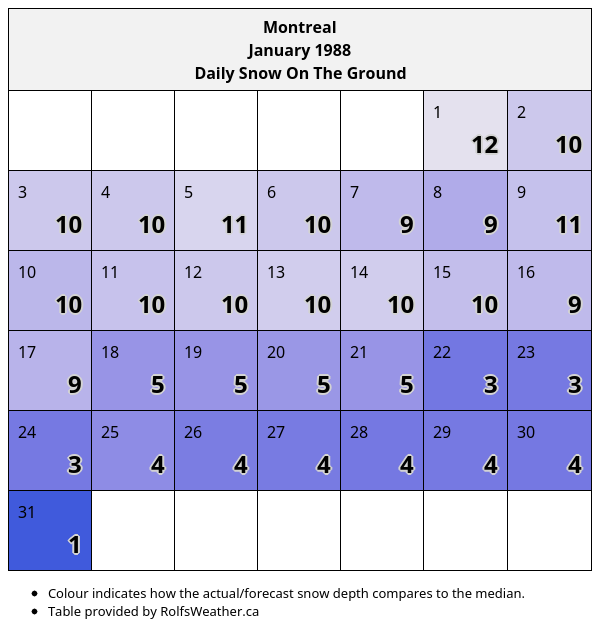 Montreal
January 1988
Daily Snow On The Ground
1 2
12 10
3 4 5 6 7 8 9
10 10 11 10 9 9 11
10 11 12 13 14 15 16
10 10 10 10 10 10 9
17 18 19 20 21 22 23
9 5 5 5 5 3 3
24 25 26 27 28 29 30
3 4 4 4 4 4 4
31
1
• Colour indicates how the actual/forecast snow depth compares to the median.
• Table provided by RolfsWeather.ca